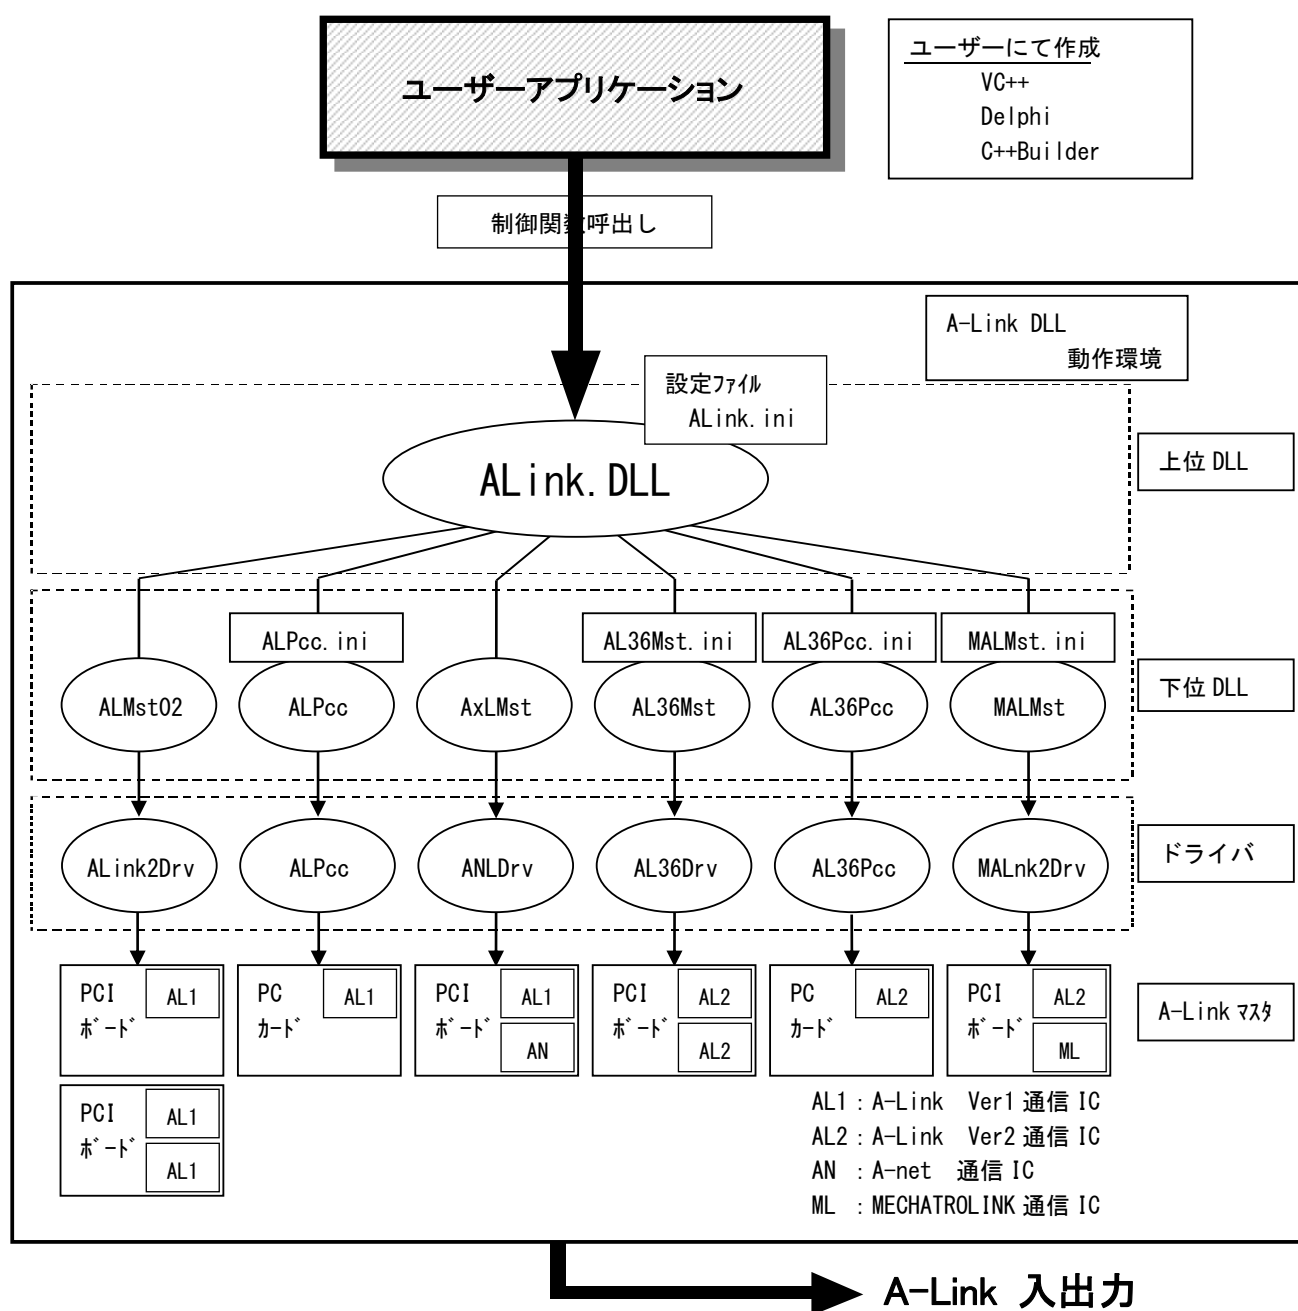 ユーザーアプリケーション
ユーザーにて作成
VC++
Delphi
C++Builder
制御関数呼出し
A-Link DLL
動作環境
設定ﾌｧｲﾙ
ALink.ini
ALink.DLL
上位 DLL
ALPcc.ini
AL36Mst.ini
AL36Pcc.ini
MALMst.ini
ALMst02
ALPcc
AxLMst
AL36Mst
AL36Pcc
MALMst
下位 DLL
ALink2Drv
ALPcc
ANLDrv
AL36Drv
AL36Pcc
MALnk2Drv
ドライバ
PCI
ﾎﾞｰﾄﾞ
AL1
PC
ｶｰﾄﾞ
AL1
PCI
ﾎﾞｰﾄﾞ
AL1
AN
PCI
ﾎﾞｰﾄﾞ
AL2
AL2
PC
ｶｰﾄﾞ
AL2
PCI
ﾎﾞｰﾄﾞ
AL2
ML
A-Link ﾏｽﾀ
PCI
ﾎﾞｰﾄﾞ
AL1
AL1
AL1：A-Link　Ver1 通信 IC
AL2：A-Link　Ver2 通信 IC
AN ：A-net　通信 IC
ML ：MECHATROLINK 通信 IC
A-Link 入出力